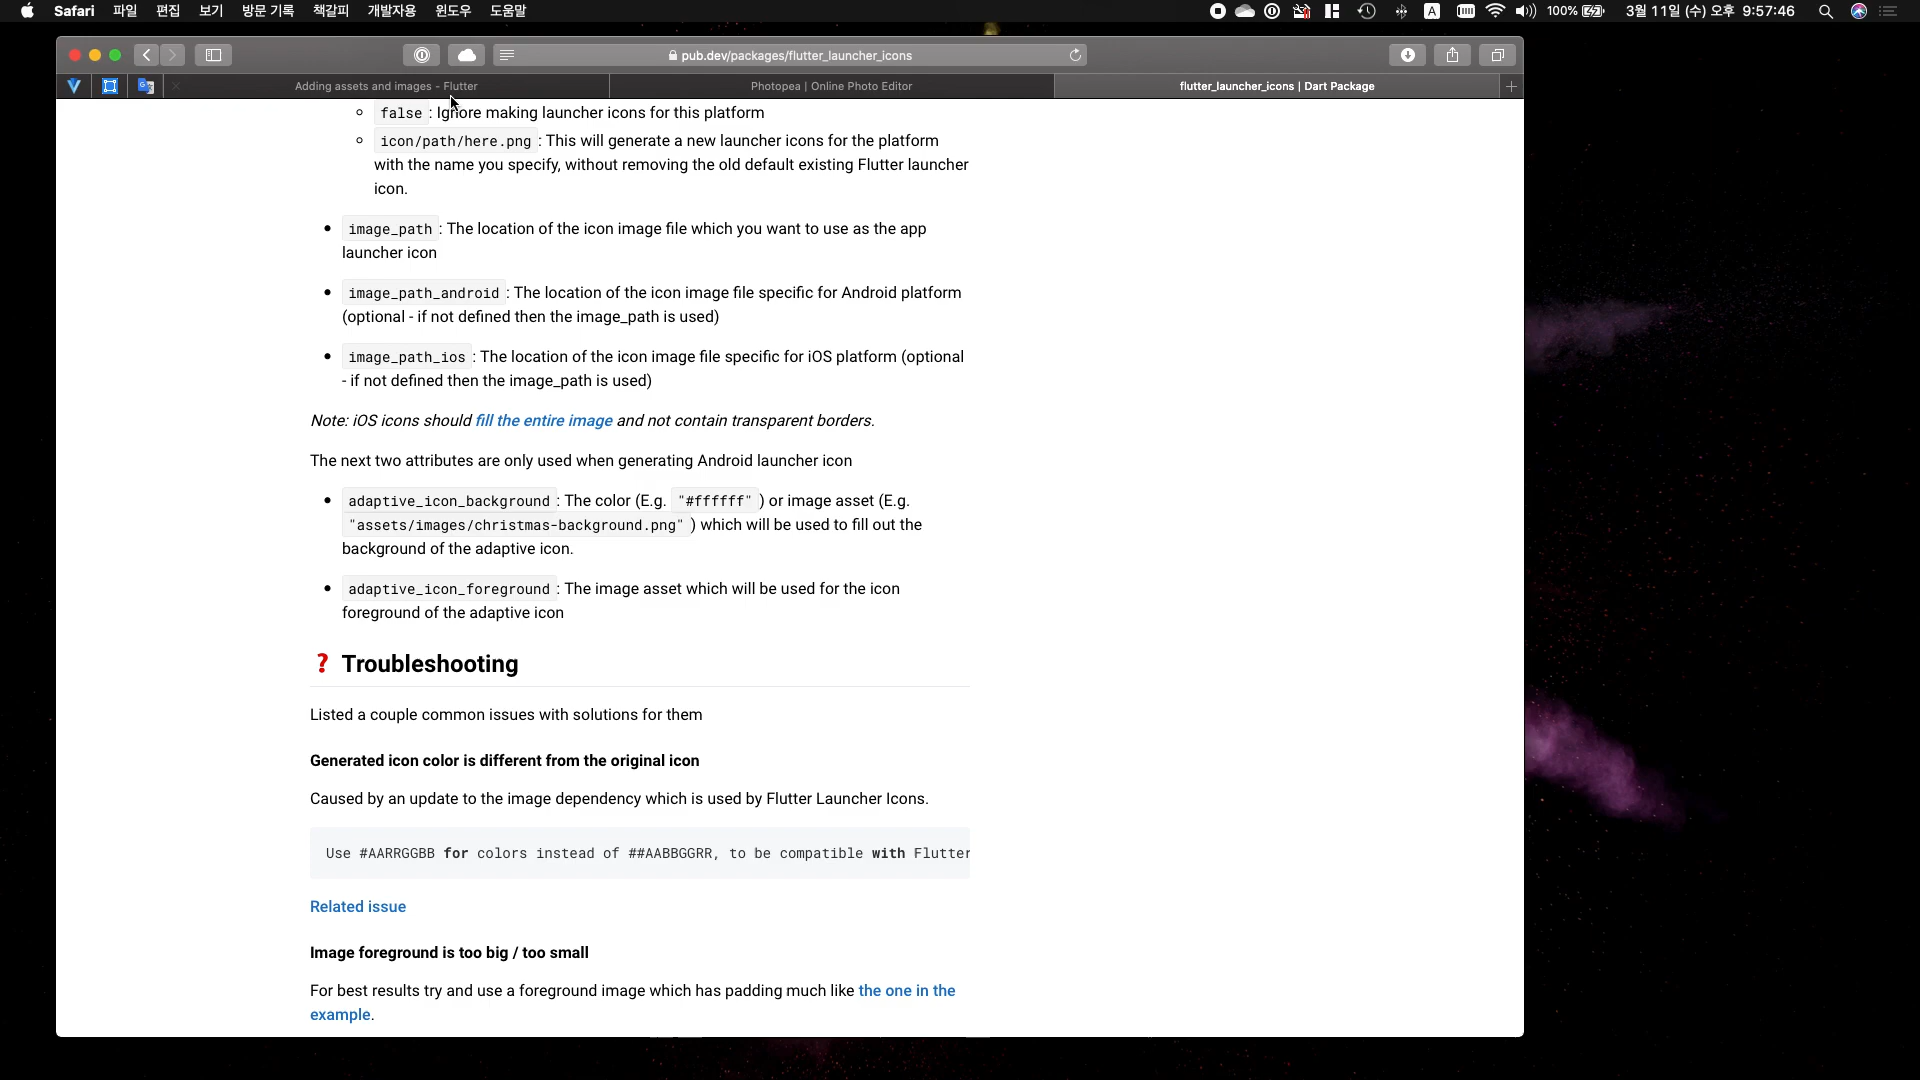 Safari 파일 편집 보기 방문 기록 책갈피 개발자용 윈도우 도움말 A 100% 3월 11일 (수) 오후 9:57:46
pub.dev/packages/flutter_launcher_icons
Adding assets and images - Flutter Photopea | Online Photo Editor flutter_launcher_icons | Dart Package
false : Ignore making launcher icons for this platform
icon/path/here.png : This will generate a new launcher icons for the platform
with the name you specify, without removing the old default existing Flutter launcher
icon.
image_path : The location of the icon image file which you want to use as the app
launcher icon
image_path_android : The location of the icon image file specific for Android platform
(optional - if not defined then the image_path is used)
image_path_ios : The location of the icon image file specific for iOS platform (optional
- if not defined then the image_path is used)
Note: iOS icons should fill the entire image and not contain transparent borders.
The next two attributes are only used when generating Android launcher icon
adaptive_icon_background : The color (E.g. "#ffffff" ) or image asset (E.g.
"assets/images/christmas-background.png" ) which will be used to fill out the
background of the adaptive icon.
adaptive_icon_foreground : The image asset which will be used for the icon
foreground of the adaptive icon
❓ Troubleshooting
Listed a couple common issues with solutions for them
Generated icon color is different from the original icon
Caused by an update to the image dependency which is used by Flutter Launcher Icons.
Use #AARRGGBB for colors instead of ##AABBGGRR, to be compatible with Flutter
Related issue
Image foreground is too big / too small
For best results try and use a foreground image which has padding much like the one in the
example.